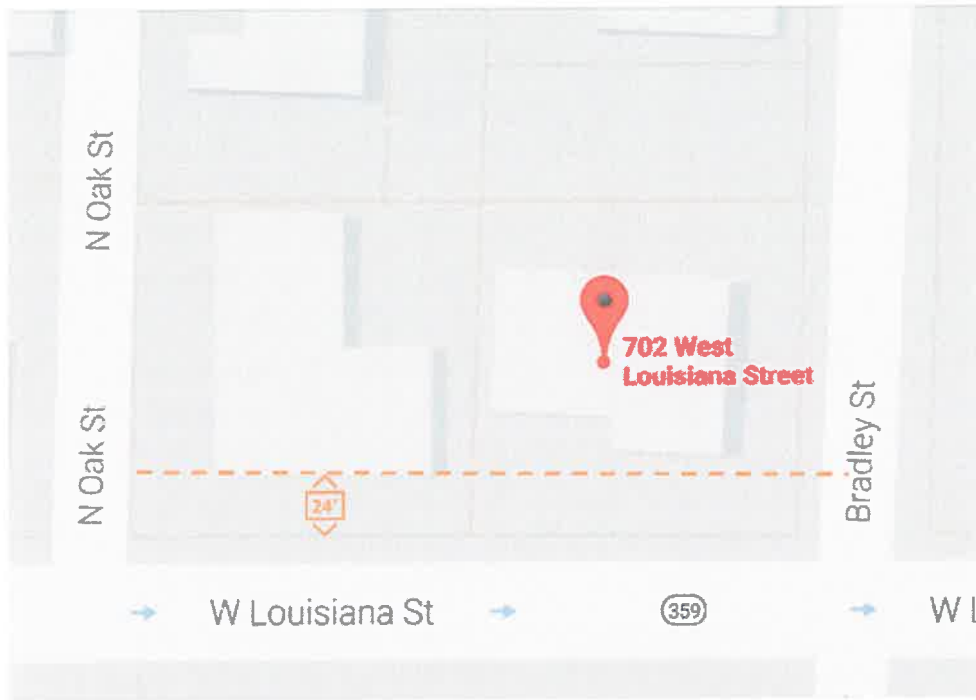 N Oak St
702 West
Louisiana Street
N Oak St
Bradley St
24'
W Louisiana St
359
W L